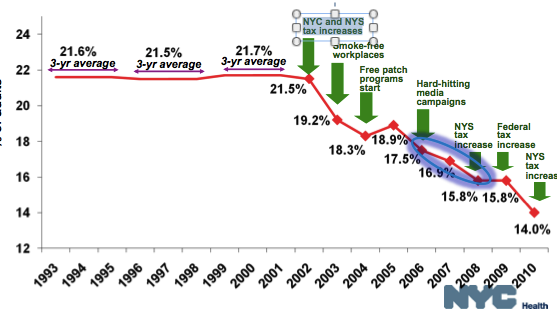 NYC and NYS
tax increases
24
21.6%
3-yr average
21.5%
3-yr average
21.7%
3-yr average
Smoke-free
workplaces
Free patch
programs
start
Hard-hitting
media
campaigns
NYS
tax
increase
Federal
tax
increase
NYS
tax
increase
22
21.5%
20
19.2%
18.3%
18.9%
18
17.5%
16.9%
16
15.8%
15.8%
14
14.0%
12
1993
1995
1996
1997
1998
1999
2000
2001
2002
2003
2004
2005
2006
2007
2008
2009
2010
NYC
Health